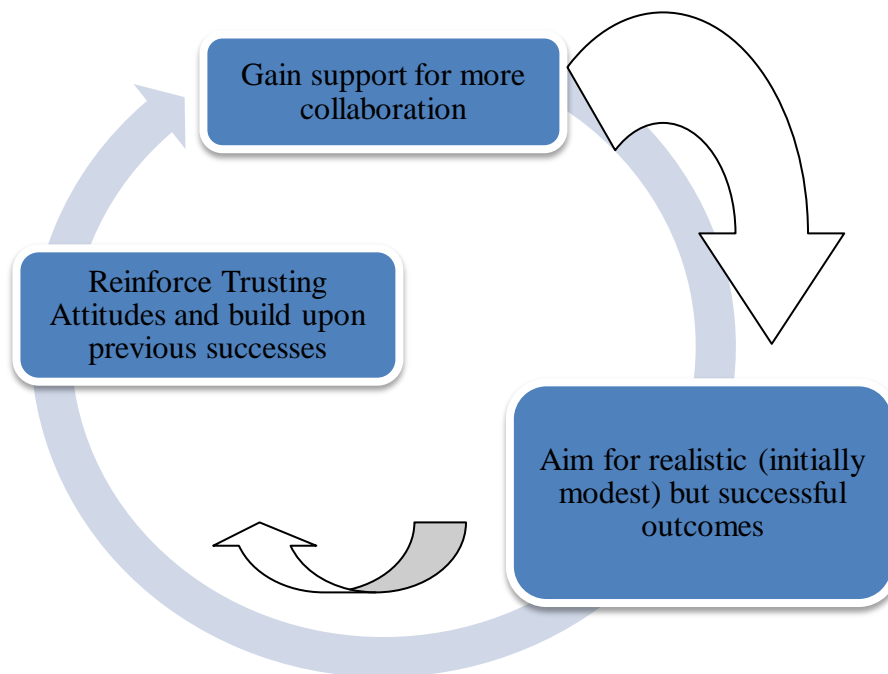 Gain support for more
collaboration
Aim for realistic (initially
modest) but successful
outcomes
Reinforce Trusting
Attitudes and build upon
previous successes